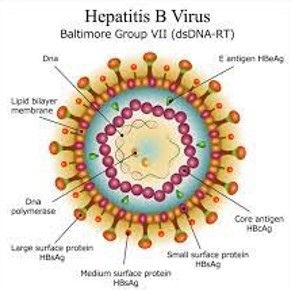 Hepatitis B Virus
Baltimore Group VII (dsDNA-RT)
Dna
E antigen HBeAg
Lipid bilayer
membrane
Dna
polymerase
Core antigen
HBcAg
Large surface protein
HBsAg
Small surface protein
HBsAg
Medium surface protein
HBsAg